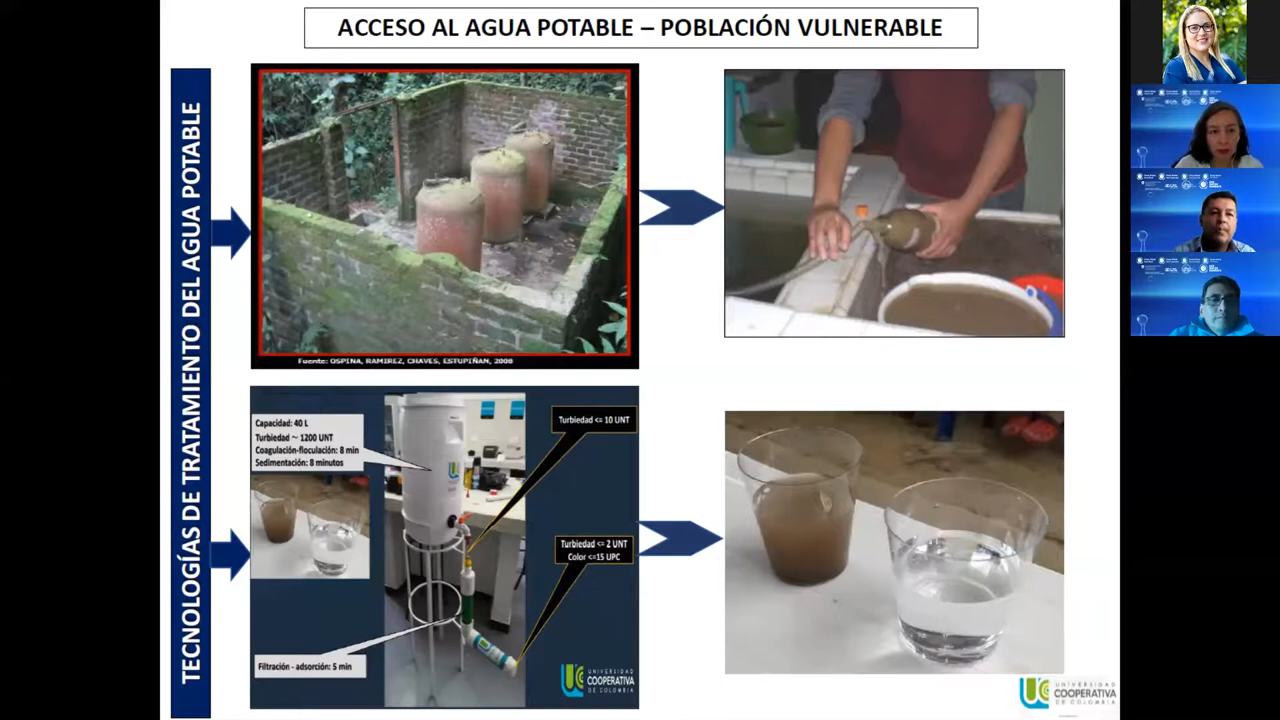 ACCESO AL AGUA POTABLE – POBLACIÓN VULNERABLE
TECNOLOGÍAS DE TRATAMIENTO DEL AGUA POTABLE
Fuente: OSPINA, RAMIREZ, CHAVES, ESTUPIÑAN, 2008
Capacidad: 40 L
Turbiedad ~ 1200 UNT
Coagulación-floculación: 8 min
Sedimentación: 8 minutos
Turbiedad <= 10 UNT
Turbiedad <= 2 UNT
Color <=15 UPC
Filtración - adsorción: 5 min
UNIVERSIDAD
COOPERATIVA
DE COLOMBIA
UNIVERSIDAD
COOPERATIVA
DE COLOMBIA